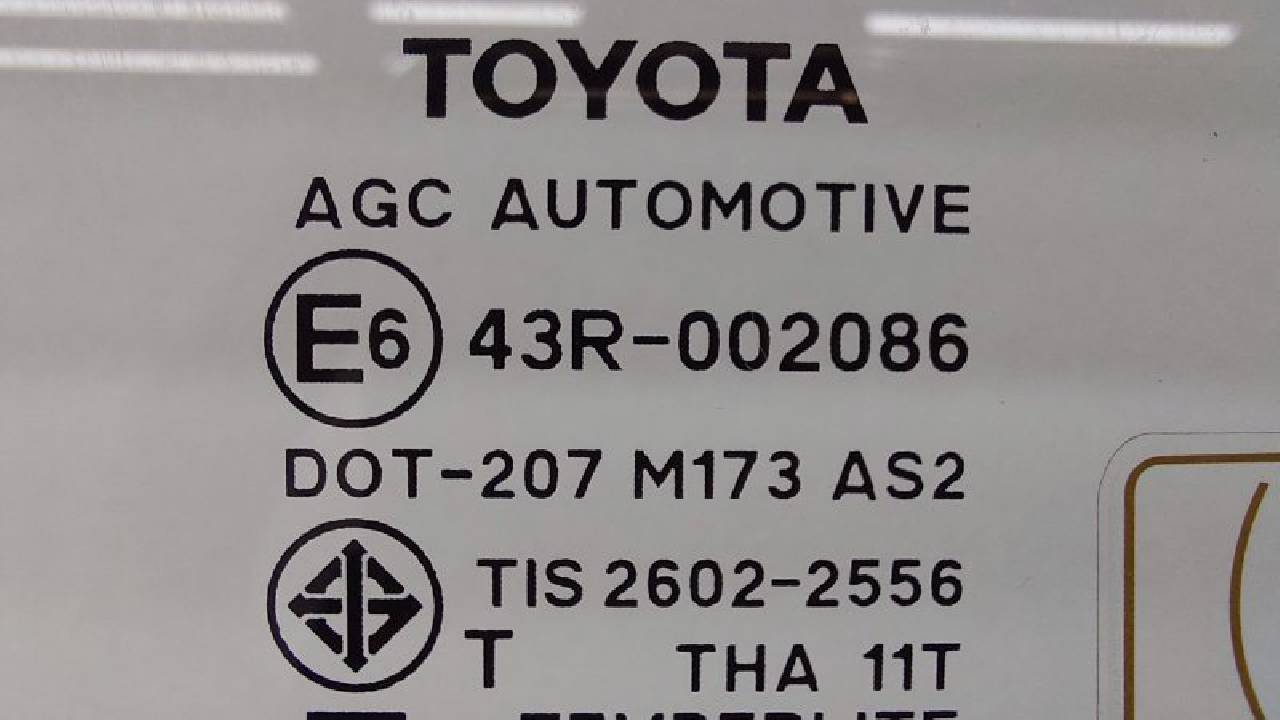 TOYOTA
AGC AUTOMOTIVE
E6 43R-002086
DOT-207 M173 AS2
TIS 2602-2556
T THA 11T